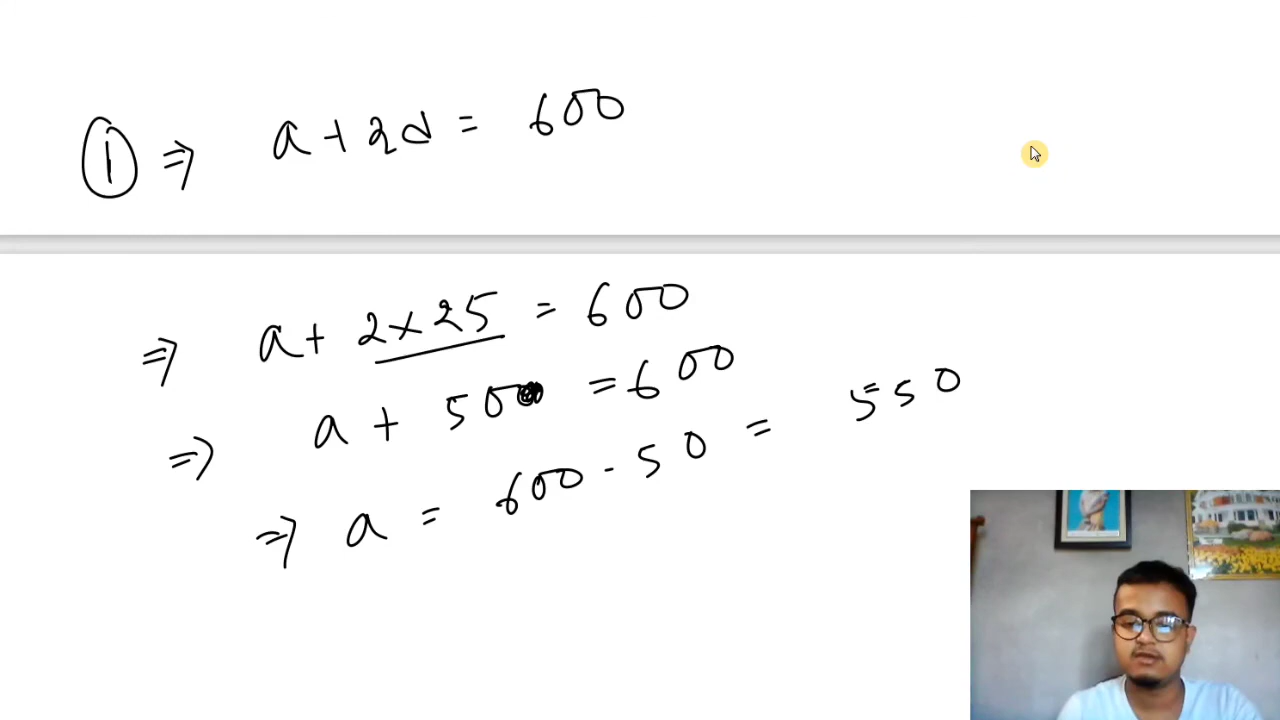 ① ⇒ a + 2d = 600
⇒ a + 2 × 25 = 600
⇒ a + 50 = 600
⇒ a = 600 - 50 = 550